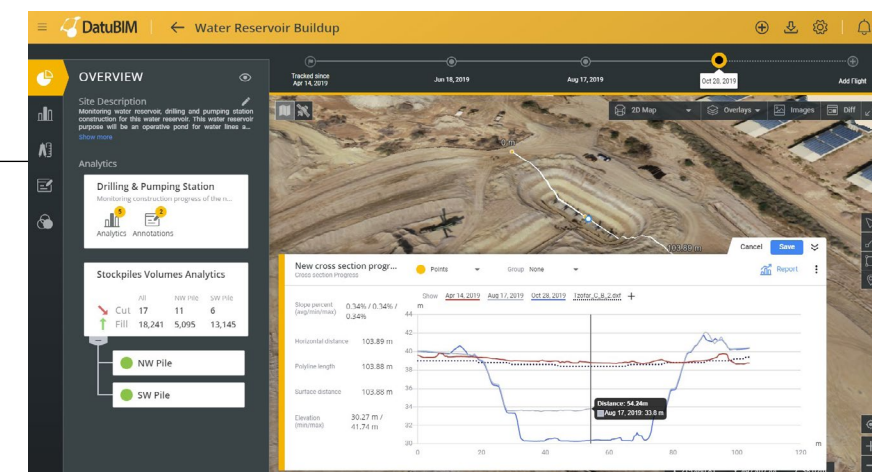 DatuBIM
Water Reservoir Buildup
Tracked since
Apr 14, 2019
Jun 18, 2019
Aug 17, 2019
Oct 28, 2019
Add Flight
OVERVIEW
Site Description
Monitoring water reservoir, drilling and pumping station
construction for this water reservoir. This water reservoir
purpose will be an operative pond for water lines a...
Show more
Analytics
Drilling & Pumping Station
Monitoring construction progress of the n...
5
2
Analytics Annotations
Stockpiles Volumes Analytics
All NW Pile SW Pile
Cut 17 11 6
Fill 18,241 5,095 13,145
NW Pile
SW Pile
2D Map
Overlays
Images
Diff
0 m
103.89 m
Cancel
Save
New cross section progr...
Cross section Progress
Points
Group None
Report
Show Apr 14, 2019 Aug 17, 2019 Oct 28, 2019 Tzofar_C_B_2.dxf
Slope percent
(avg/min/max)
0.34% / 0.34% /
0.34%
Horizontal distance 103.89 m
Polyline length 103.88 m
Surface distance 103.88 m
Elevation
(min/max)
30.27 m /
41.74 m
m
44
42
40
38
36
34
32
30
0 20 40 60 80 100 120
m
Distance: 54.24m
Aug 17, 2019: 33.8 m